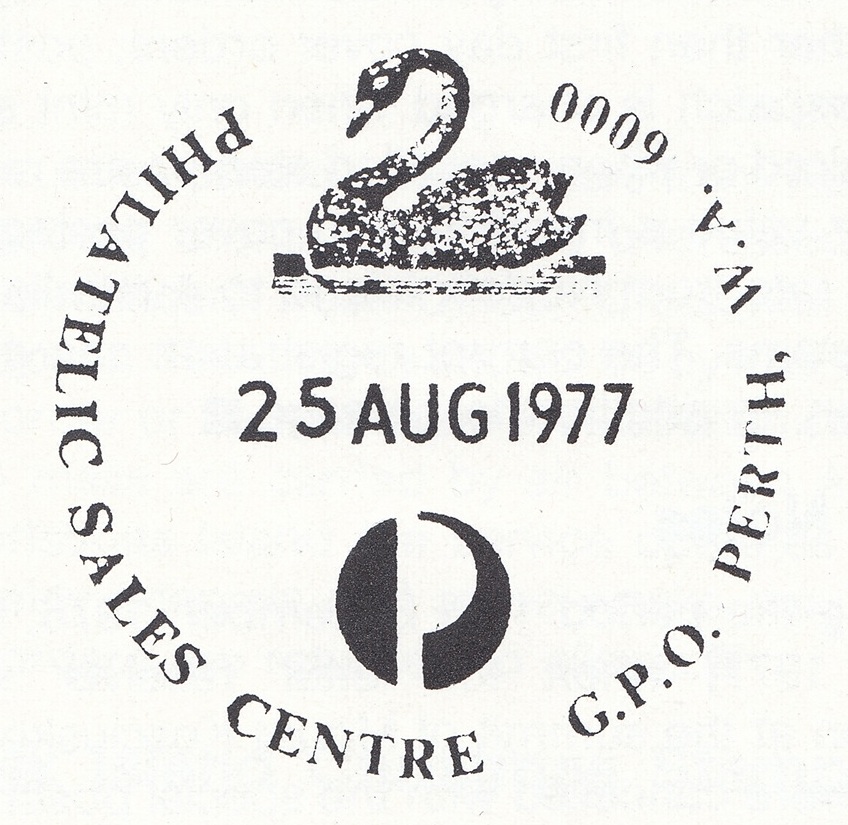 PHILATELIC SALES CENTRE G.P.O. PERTH, W.A. 6000
25 AUG 1977